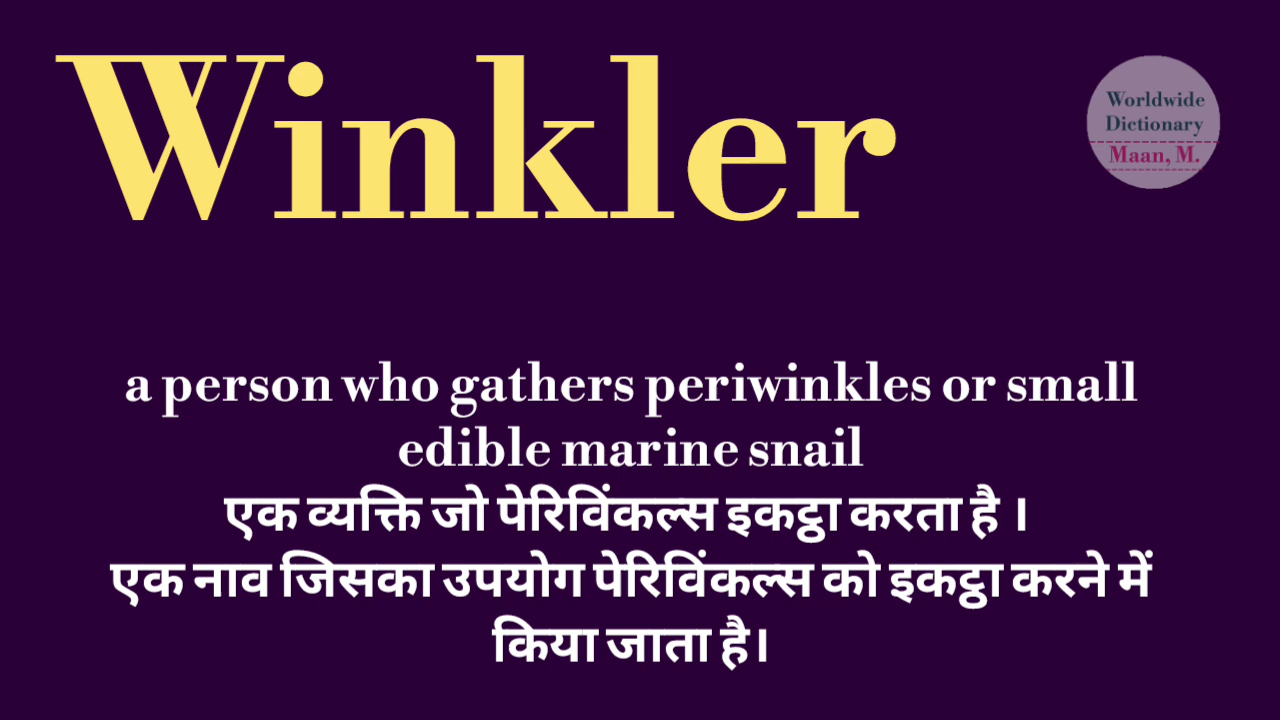 Winkler
Worldwide
Dictionary
Maan, M.
a person who gathers periwinkles or small
edible marine snail
एक व्यक्ति जो पेरिविंकल्स इकट्ठा करता है ।
एक नाव जिसका उपयोग पेरिविंकल्स को इकट्ठा करने में
किया जाता है।